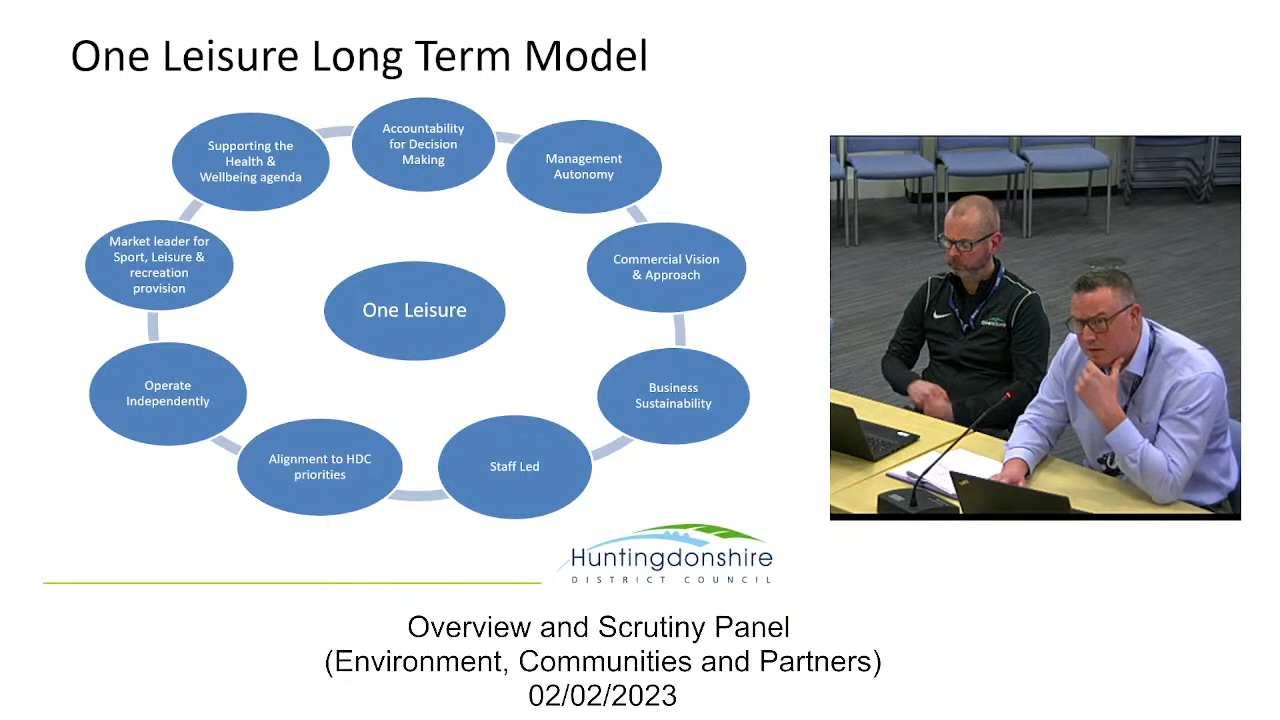 One Leisure Long Term Model
Accountability
for Decision
Making
Management
Autonomy
Commercial Vision
& Approach
Business
Sustainability
Staff Led
Alignment to HDC
priorities
Operate
Independently
Market leader for
Sport, Leisure &
recreation
provision
Supporting the
Health &
Wellbeing agenda
One Leisure
Huntingdonshire
DISTRICT COUNCIL
Overview and Scrutiny Panel
(Environment, Communities and Partners)
02/02/2023